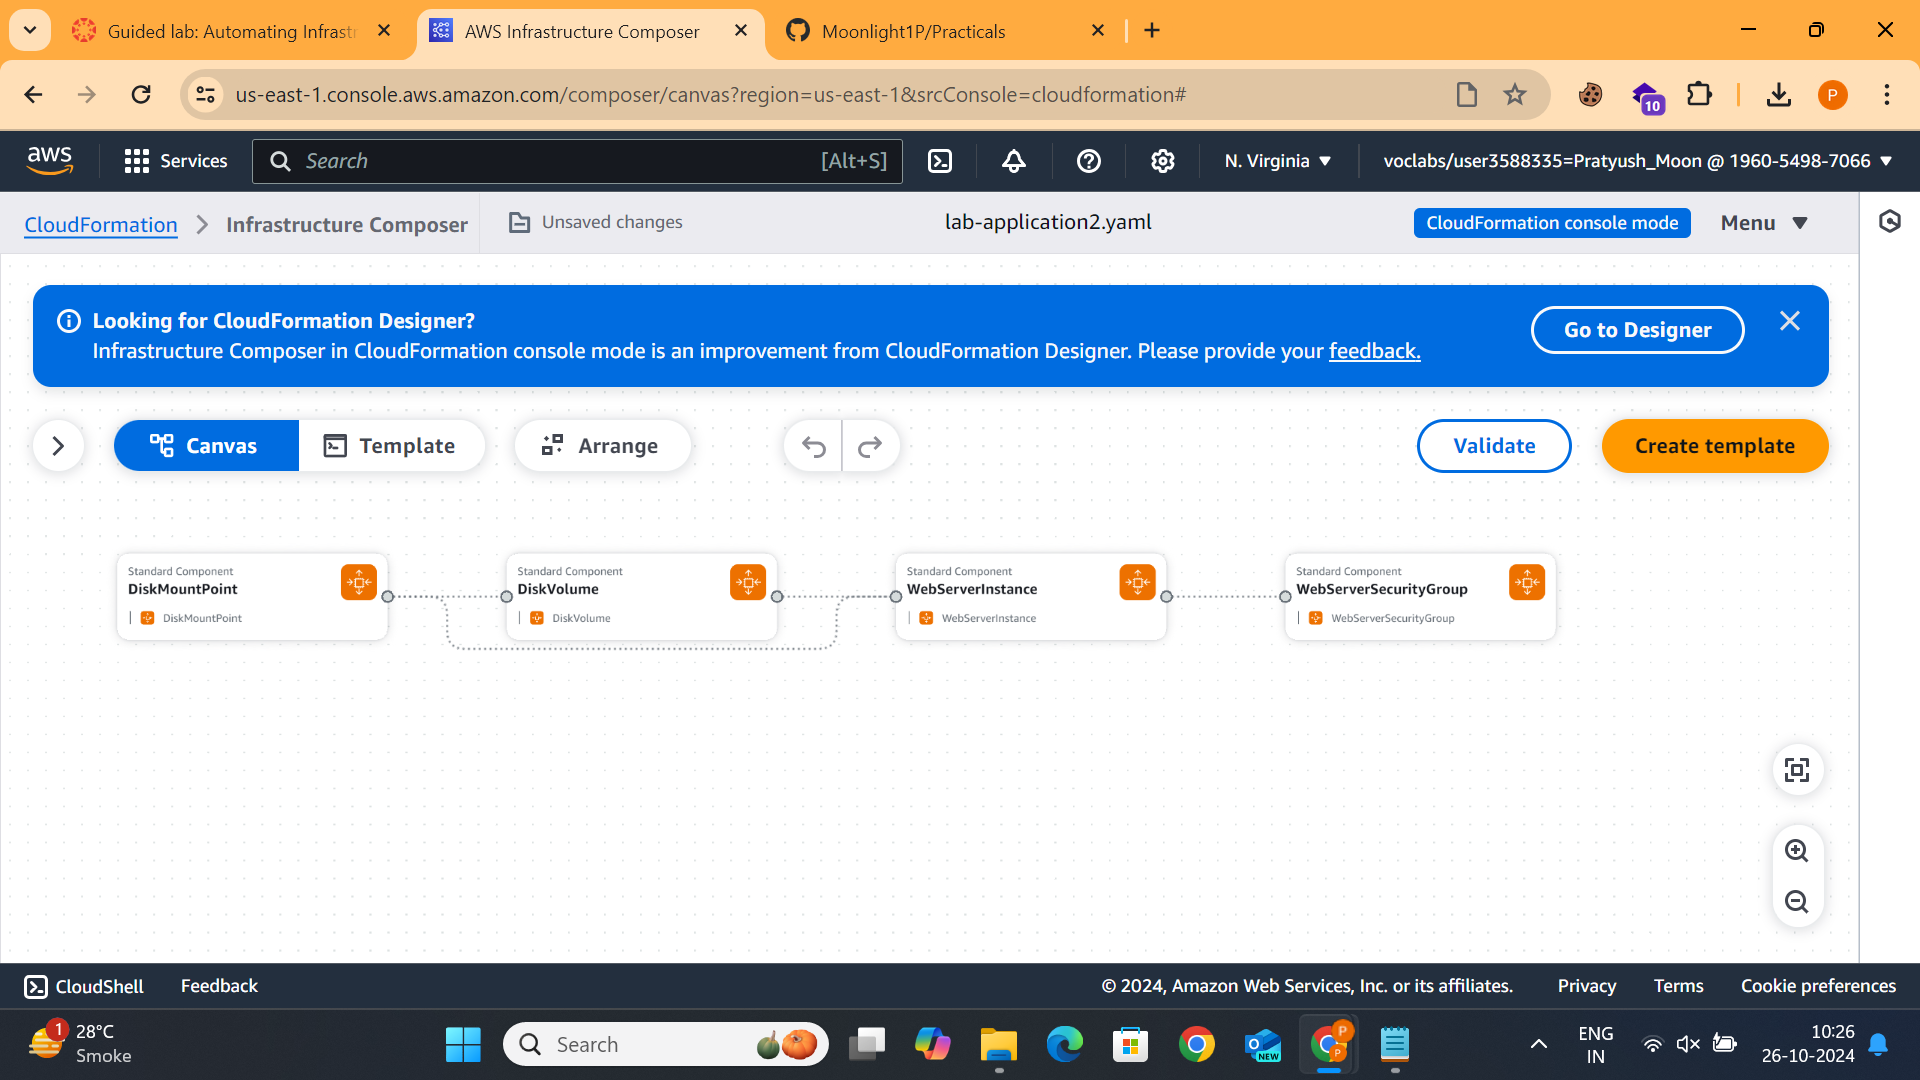 Guided lab: Automating Infrastr
AWS Infrastructure Composer
Moonlight1P/Practicals
us-east-1.console.aws.amazon.com/composer/canvas?region=us-east-1&srcConsole=cloudformation#
10
P
aws
Services
Search
[Alt+S]
N. Virginia
voclabs/user3588335=Pratyush_Moon @ 1960-5498-7066
CloudFormation
Infrastructure Composer
Unsaved changes
lab-application2.yaml
CloudFormation console mode
Menu
Looking for CloudFormation Designer?
Infrastructure Composer in CloudFormation console mode is an improvement from CloudFormation Designer. Please provide your feedback.
Go to Designer
Canvas
Template
Arrange
Validate
Create template
Standard Component
DiskMountPoint
DiskMountPoint
Standard Component
DiskVolume
DiskVolume
Standard Component
WebServerInstance
WebServerInstance
Standard Component
WebServerSecurityGroup
WebServerSecurityGroup
CloudShell
Feedback
© 2024, Amazon Web Services, Inc. or its affiliates.
Privacy
Terms
Cookie preferences
1
28°C
Smoke
Search
NEW
P
P
ENG
IN
10:26
26-10-2024